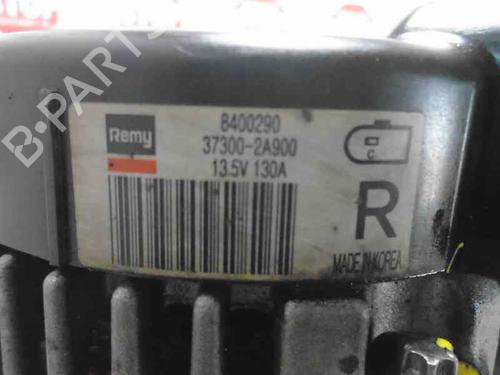 B-PARTS
Remy
8400290
37300-2A900
13.5V 130A
C
R
MADE IN KOREA